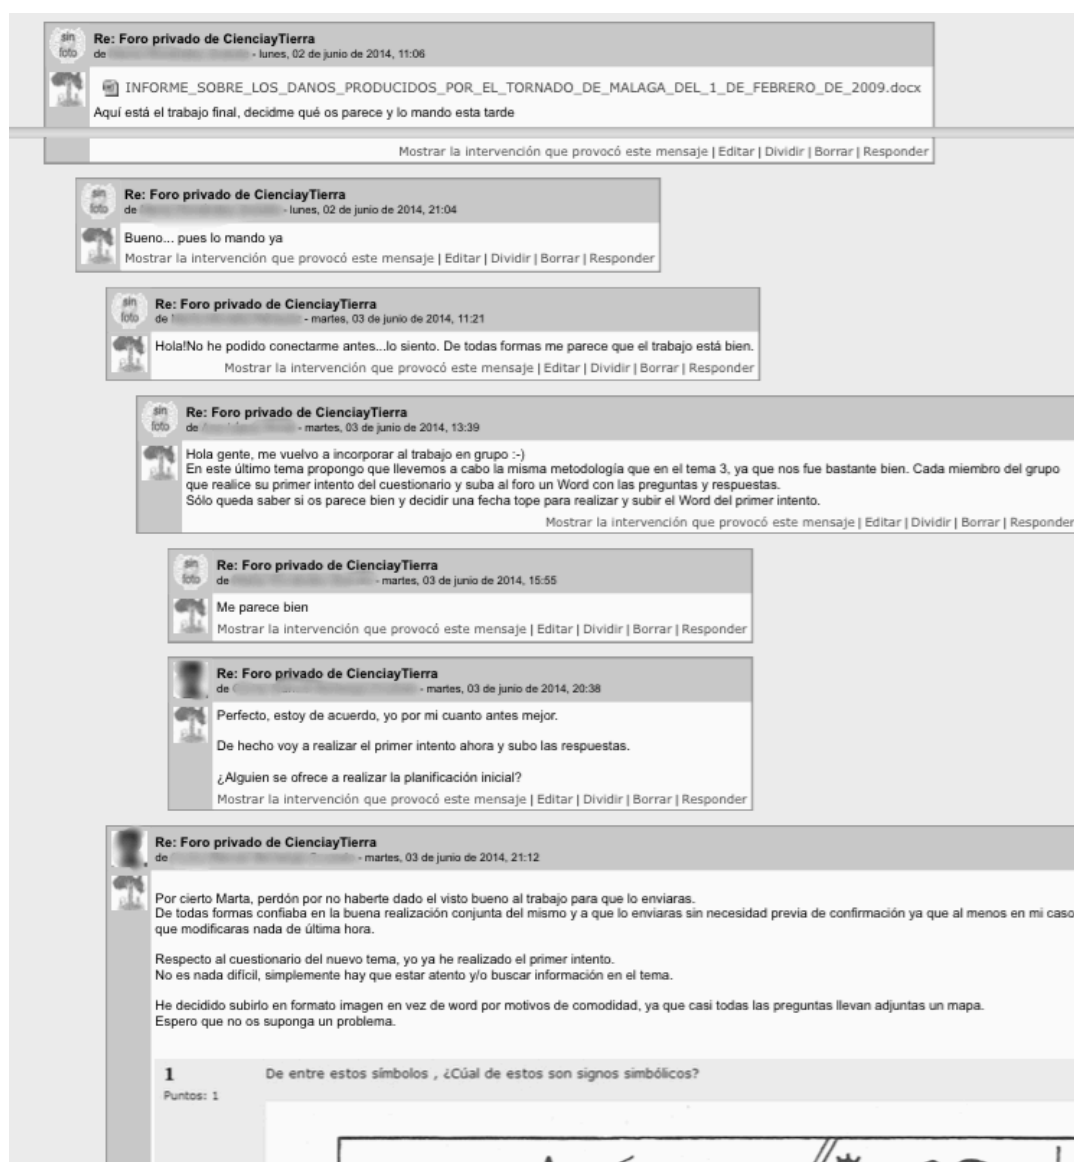 sin foto
Re: Foro privado de CienciayTierra
de - lunes, 02 de junio de 2014, 11:06
INFORME_SOBRE_LOS_DANOS_PRODUCIDOS_POR_EL_TORNADO_DE_MALAGA_DEL_1_DE_FEBRERO_DE_2009.docx
Aquí está el trabajo final, decidme qué os parece y lo mando esta tarde
Mostrar la intervención que provocó este mensaje | Editar | Dividir | Borrar | Responder
sin foto
Re: Foro privado de CienciayTierra
de - lunes, 02 de junio de 2014, 21:04
Bueno... pues lo mando ya
Mostrar la intervención que provocó este mensaje | Editar | Dividir | Borrar | Responder
sin foto
Re: Foro privado de CienciayTierra
de - martes, 03 de junio de 2014, 11:21
Hola!No he podido conectarme antes...lo siento. De todas formas me parece que el trabajo está bien.
Mostrar la intervención que provocó este mensaje | Editar | Dividir | Borrar | Responder
sin foto
Re: Foro privado de CienciayTierra
de - martes, 03 de junio de 2014, 13:39
Hola gente, me vuelvo a incorporar al trabajo en grupo :-)
En este último tema propongo que llevemos a cabo la misma metodología que en el tema 3, ya que nos fue bastante bien. Cada miembro del grupo
que realice su primer intento del cuestionario y suba al foro un Word con las preguntas y respuestas.
Sólo queda saber si os parece bien y decidir una fecha tope para realizar y subir el Word del primer intento.
Mostrar la intervención que provocó este mensaje | Editar | Dividir | Borrar | Responder
sin foto
Re: Foro privado de CienciayTierra
de - martes, 03 de junio de 2014, 15:55
Me parece bien
Mostrar la intervención que provocó este mensaje | Editar | Dividir | Borrar | Responder
Re: Foro privado de CienciayTierra
de - martes, 03 de junio de 2014, 20:38
Perfecto, estoy de acuerdo, yo por mi cuanto antes mejor.
De hecho voy a realizar el primer intento ahora y subo las respuestas.
¿Alguien se ofrece a realizar la planificación inicial?
Mostrar la intervención que provocó este mensaje | Editar | Dividir | Borrar | Responder
Re: Foro privado de CienciayTierra
de - martes, 03 de junio de 2014, 21:12
Por cierto Marta, perdón por no haberte dado el visto bueno al trabajo para que lo enviaras.
De todas formas confiaba en la buena realización conjunta del mismo y a que lo enviaras sin necesidad previa de confirmación ya que al menos en mi caso
que modificaras nada de última hora.
Respecto al cuestionario del nuevo tema, yo ya he realizado el primer intento.
No es nada difícil, simplemente hay que estar atento y/o buscar información en el tema.
He decidido subirlo en formato imagen en vez de word por motivos de comodidad, ya que casi todas las preguntas llevan adjuntas un mapa.
Espero que no os suponga un problema.
1 De entre estos símbolos , ¿Cúal de estos son signos simbólicos?
Puntos: 1